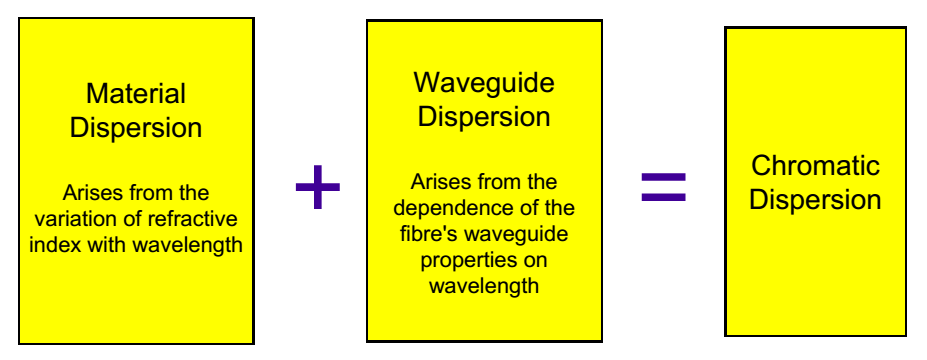 Material
Dispersion
Arises from the
variation of refractive
index with wavelength
+
Waveguide
Dispersion
Arises from the
dependence of the
fibre's waveguide
properties on
wavelength
=
Chromatic
Dispersion